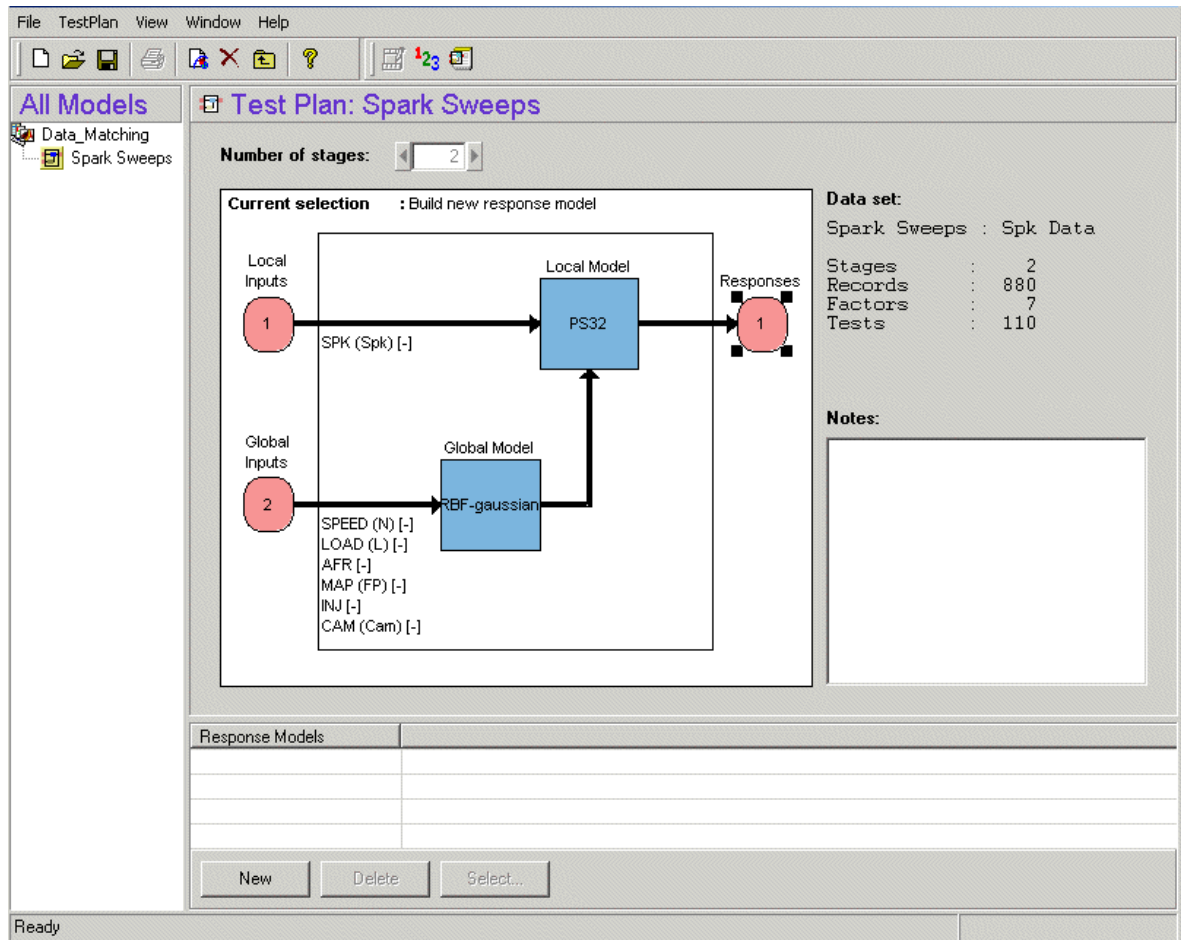 File TestPlan View Window Help
123
All Models
Data_Matching
Spark Sweeps
Test Plan: Spark Sweeps
Number of stages: 2
Current selection : Build new response model
Local
Inputs
1
SPK (Spk) [-]
Local Model
PS32
Responses
1
Global
Inputs
2
SPEED (N) [-]
LOAD (L) [-]
AFR [-]
MAP (FP) [-]
INJ [-]
CAM (Cam) [-]
Global Model
RBF-gaussian
Data set:
Spark Sweeps : Spk Data
Stages : 2
Records : 880
Factors : 7
Tests : 110
Notes:
Response Models
New Delete Select...
Ready